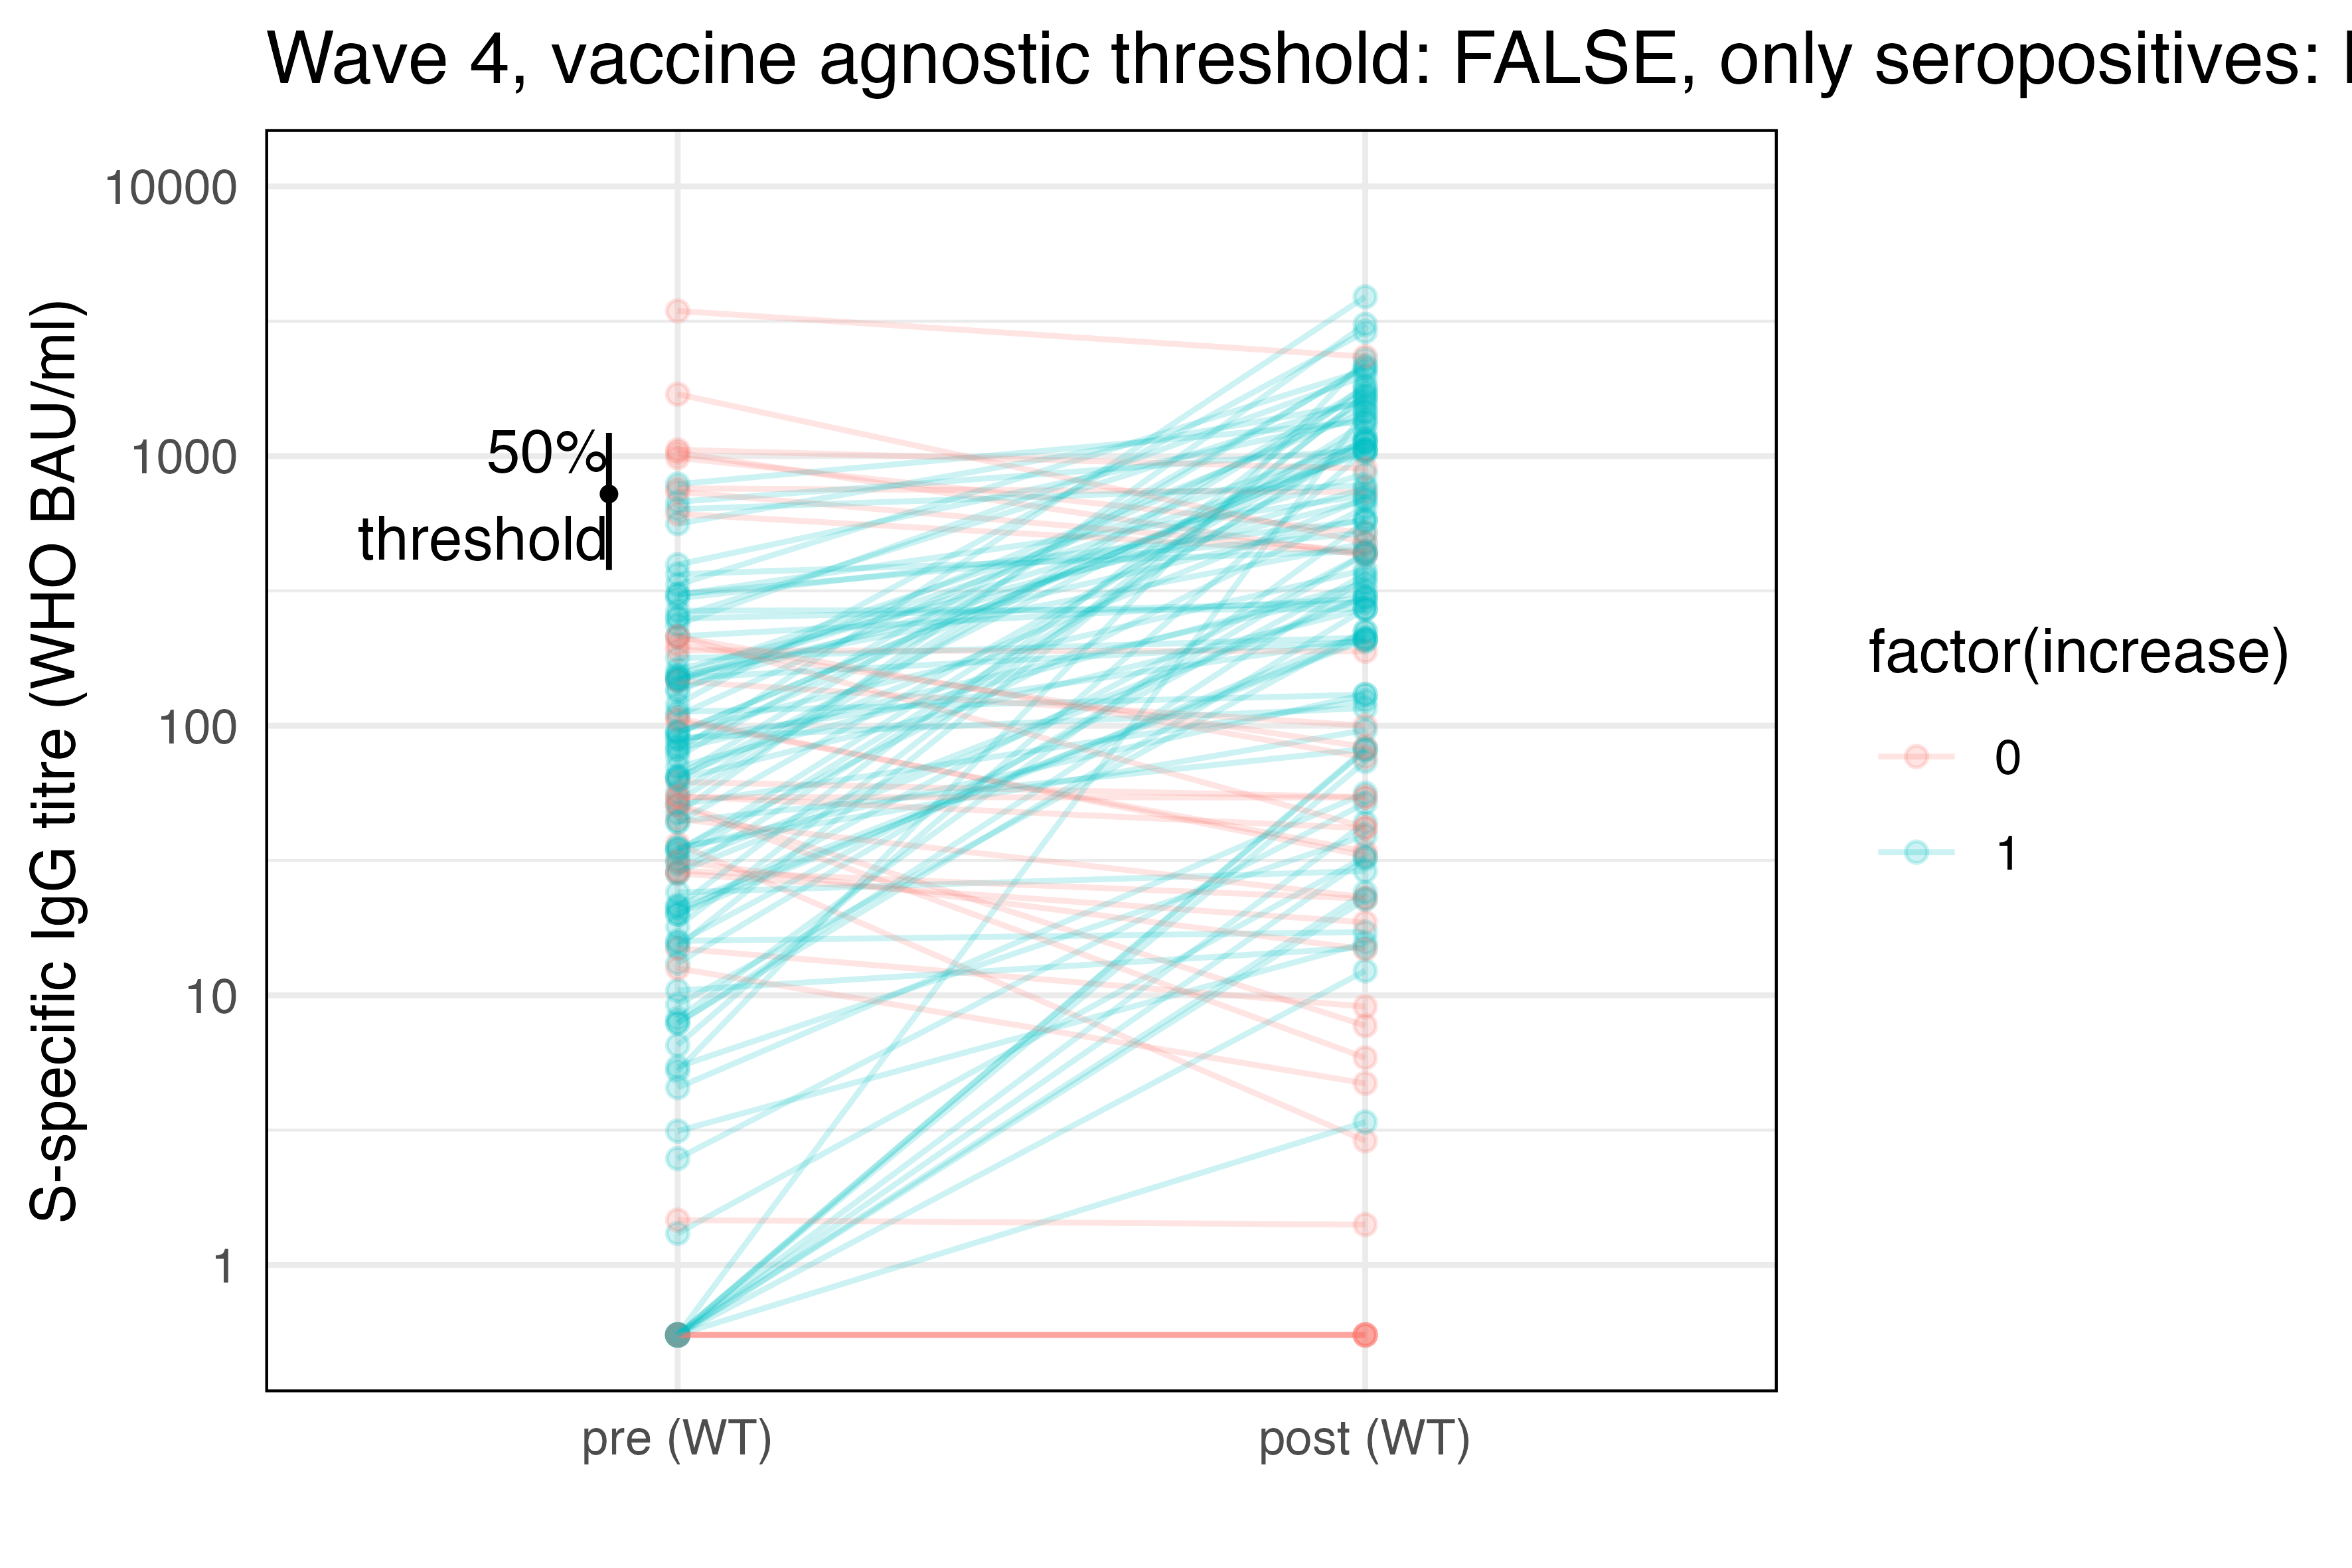 Wave 4, vaccine agnostic threshold: FALSE, only seropositives:
S-specific IgG titre (WHO BAU/ml)
10000
1000
100
10
1
50%
threshold
pre (WT)
post (WT)
factor(increase)
0
1